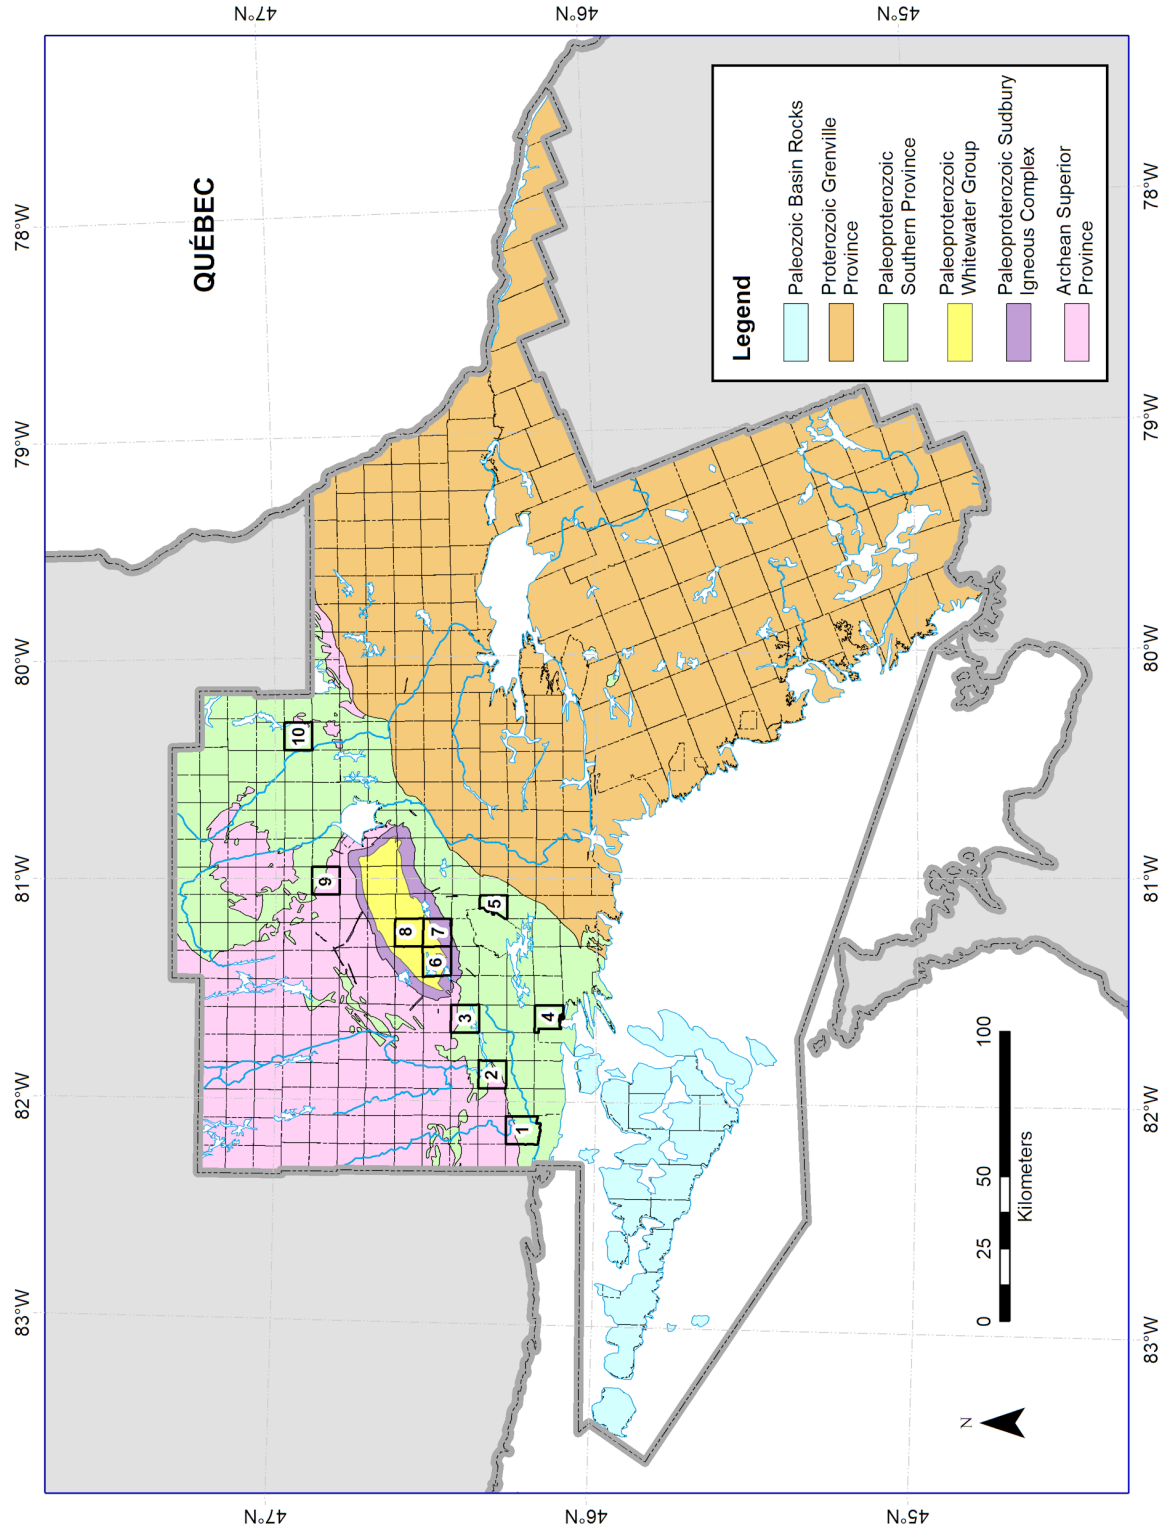 83°W
82°W
81°W
80°W
79°W
78°W
47°N
47°N
QUÉBEC
10
9
8
7
6
5
3
4
2
1
46°N
46°N
45°N
45°N
Legend
Paleozoic Basin Rocks
Proterozoic Grenville
Province
Paleoproterozoic
Southern Province
Paleoproterozoic
Whitewater Group
Paleoproterozoic Sudbury
Igneous Complex
Archean Superior
Province
N
0
25
50
100
Kilometers
83°W
82°W
81°W
80°W
79°W
78°W